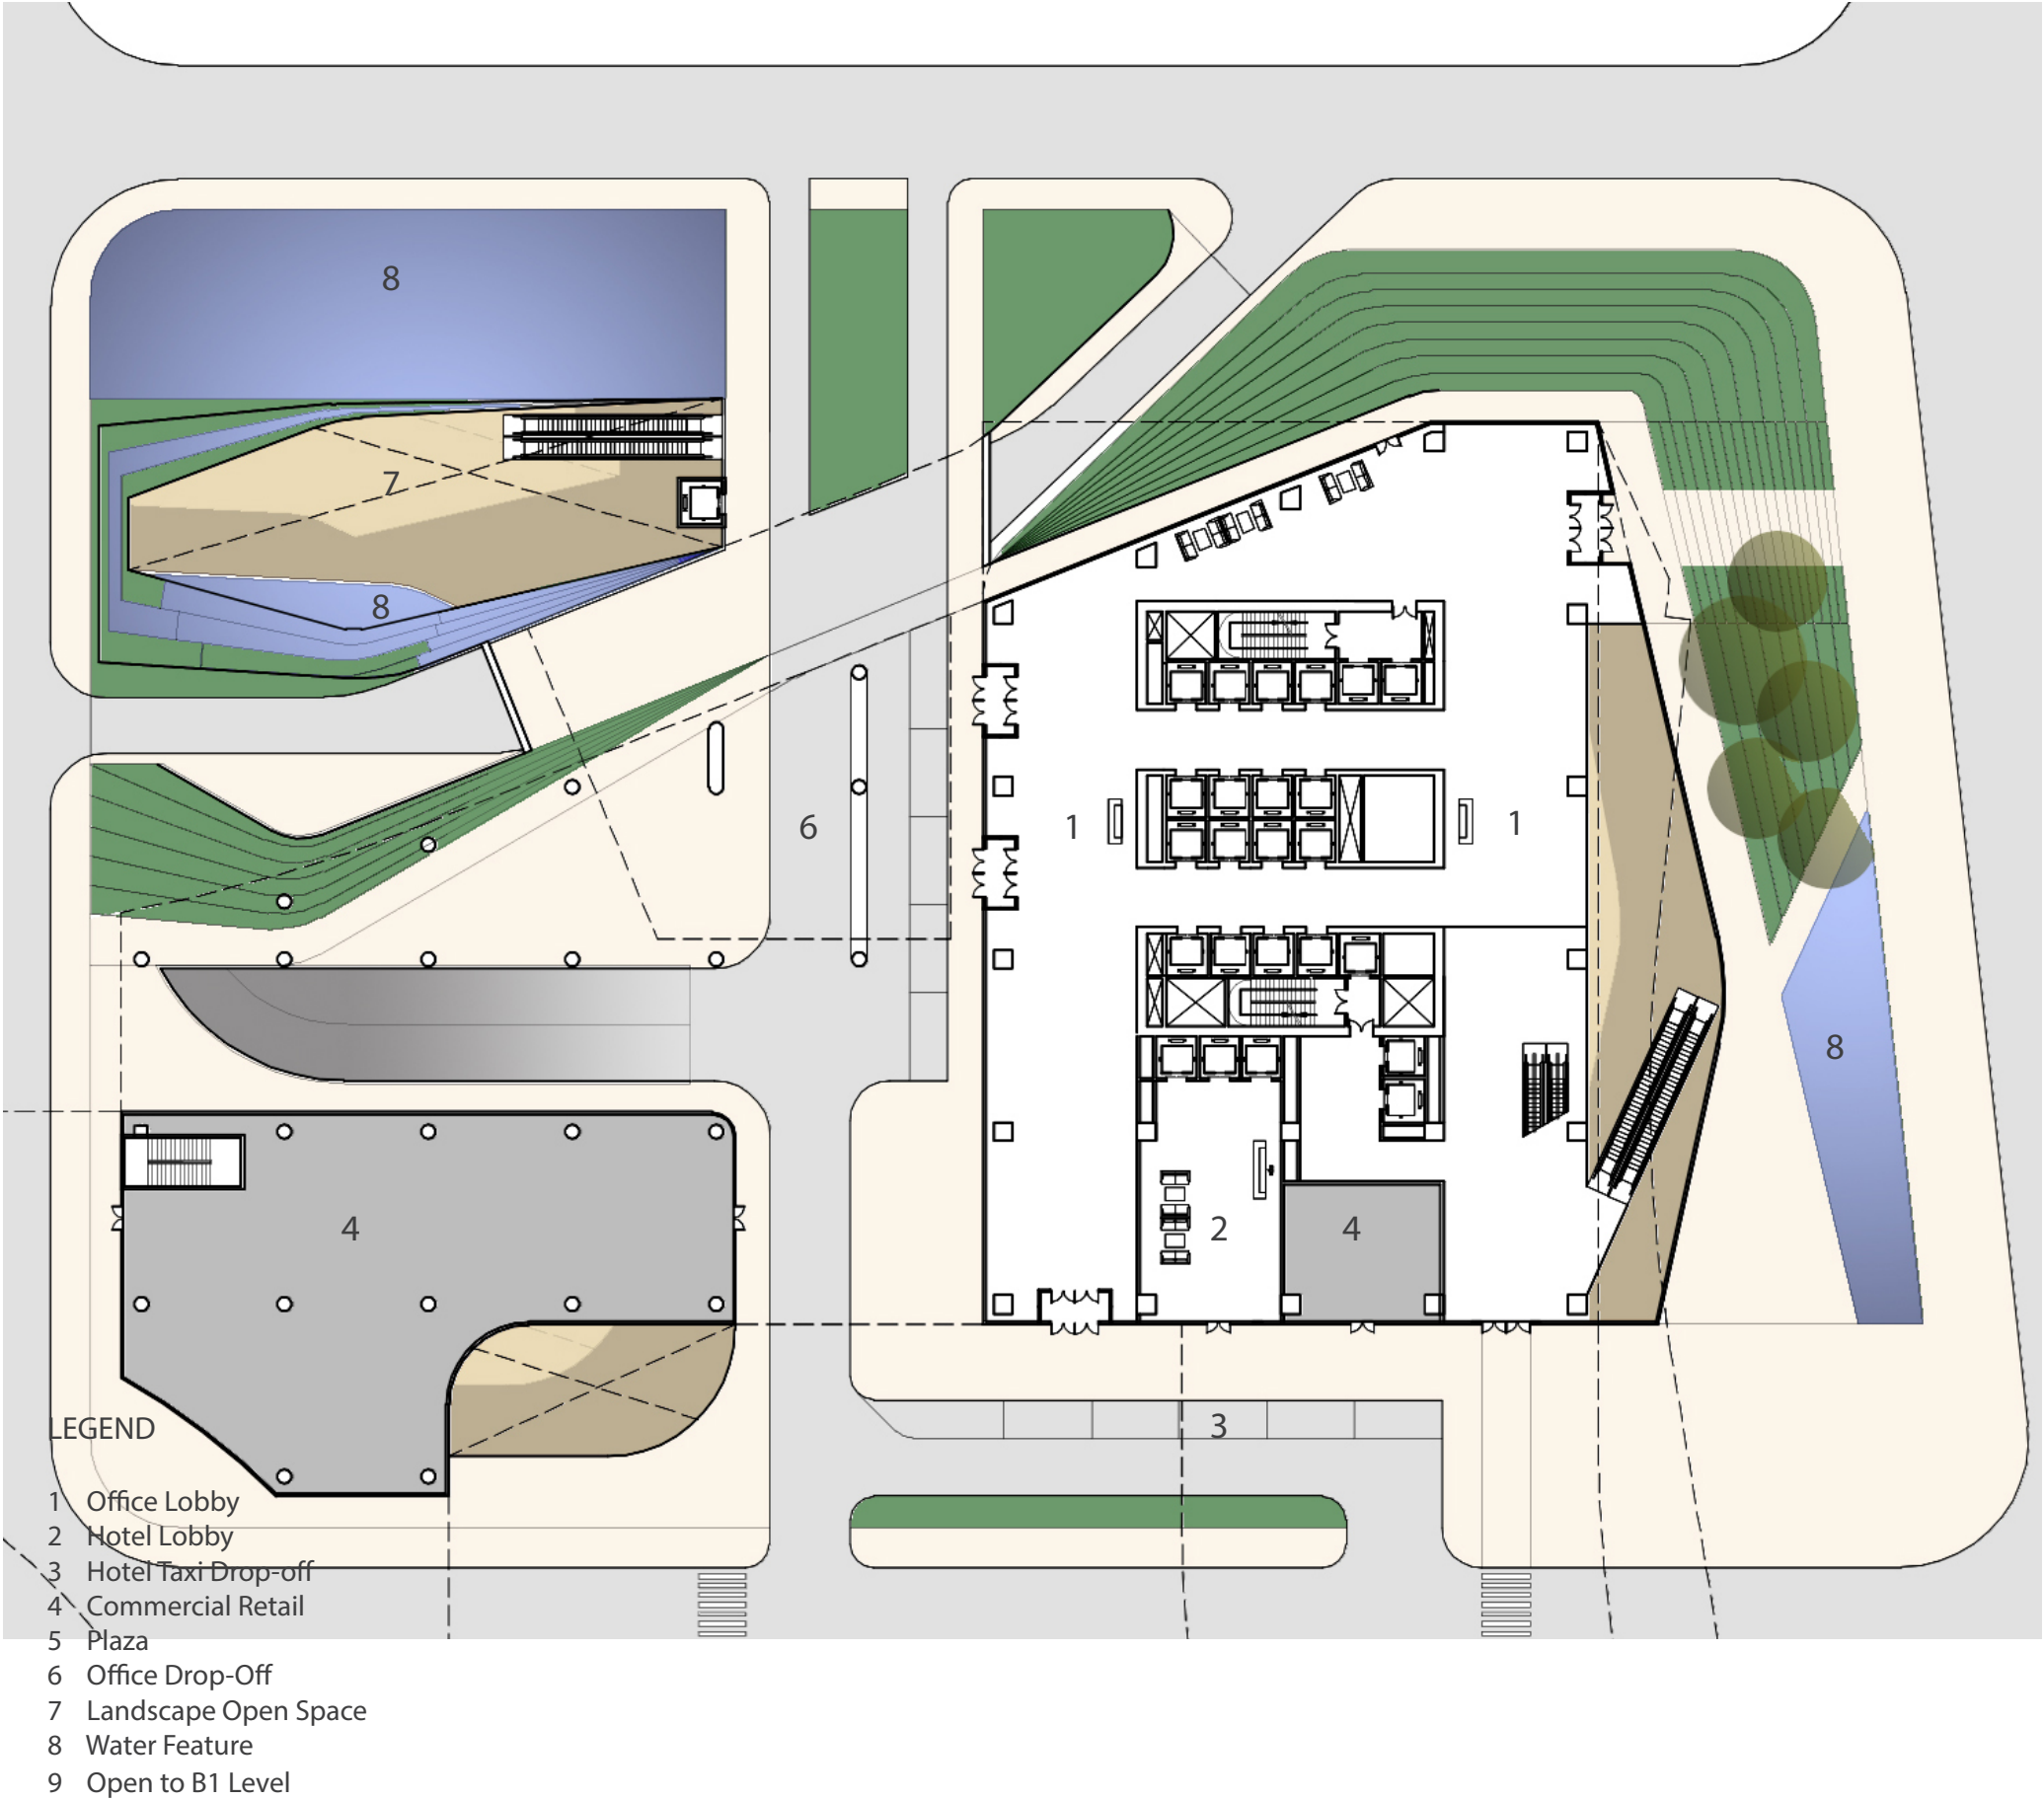 8
7
8
6
1
1
8
4
2
4
3
LEGEND
1 Office Lobby
2 Hotel Lobby
3 Hotel Taxi Drop-off
4 Commercial Retail
5 Plaza
6 Office Drop-Off
7 Landscape Open Space
8 Water Feature
9 Open to B1 Level